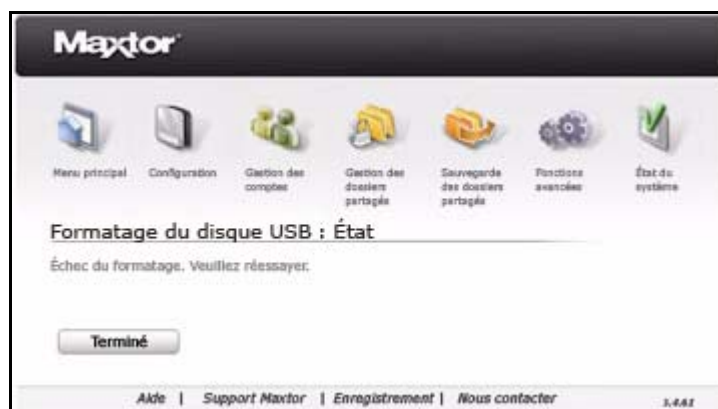 Maxtor
Menu principal
Configuration
Gestion des comptes
Gestion des dossiers partagés
Sauvegarde des dossiers partagés
Fonctions avancées
État du système
Formatage du disque USB : État
Échec du formatage. Veuillez réessayer.
Terminé
Aide | Support Maxtor | Enregistrement | Nous contacter